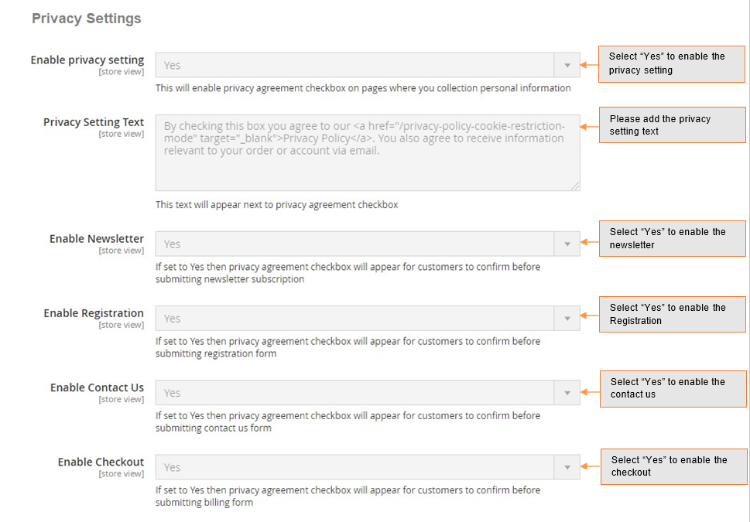 Privacy Settings
Enable privacy setting
[store view]
Yes
Select “Yes” to enable the
privacy setting
This will enable privacy agreement checkbox on pages where you collection personal information
Privacy Setting Text
[store view]
By checking this box you agree to our <a href="/privacy-policy-cookie-restriction-
mode" target="_blank">Privacy Policy</a>. You also agree to receive information
relevant to your order or account via email.
Please add the privacy
setting text
This text will appear next to privacy agreement checkbox
Enable Newsletter
[store view]
Yes
Select “Yes” to enable the
newsletter
If set to Yes then privacy agreement checkbox will appear for customers to confirm before
submitting newsletter subscription
Enable Registration
[store view]
Yes
Select “Yes” to enable the
Registration
If set to Yes then privacy agreement checkbox will appear for customers to confirm before
submitting registration form
Enable Contact Us
[store view]
Yes
Select “Yes” to enable the
contact us
If set to Yes then privacy agreement checkbox will appear for customers to confirm before
submitting contact us form
Enable Checkout
[store view]
Yes
Select “Yes” to enable the
checkout
If set to Yes then privacy agreement checkbox will appear for customers to confirm before
submitting billing form